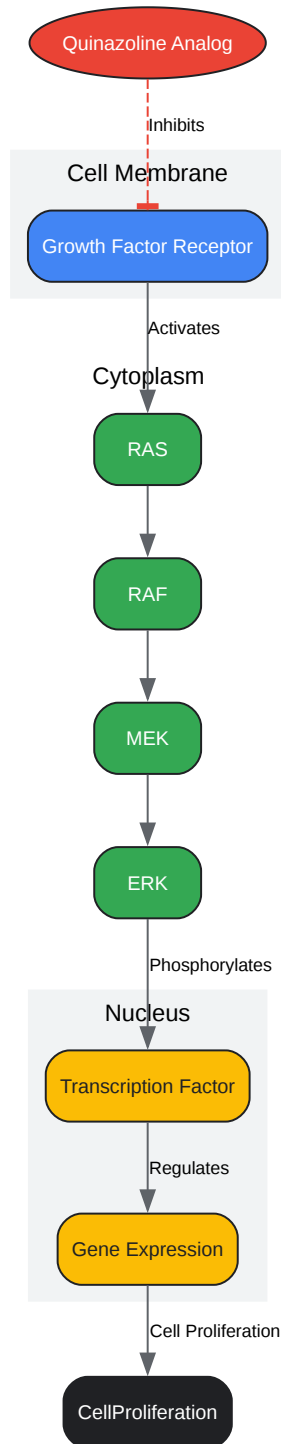 Quinazoline Analog
Inhibits
Cell Membrane
Growth Factor Receptor
Activates
Cytoplasm
RAS
RAF
MEK
ERK
Phosphorylates
Nucleus
Transcription Factor
Regulates
Gene Expression
Cell Proliferation
CellProliferation